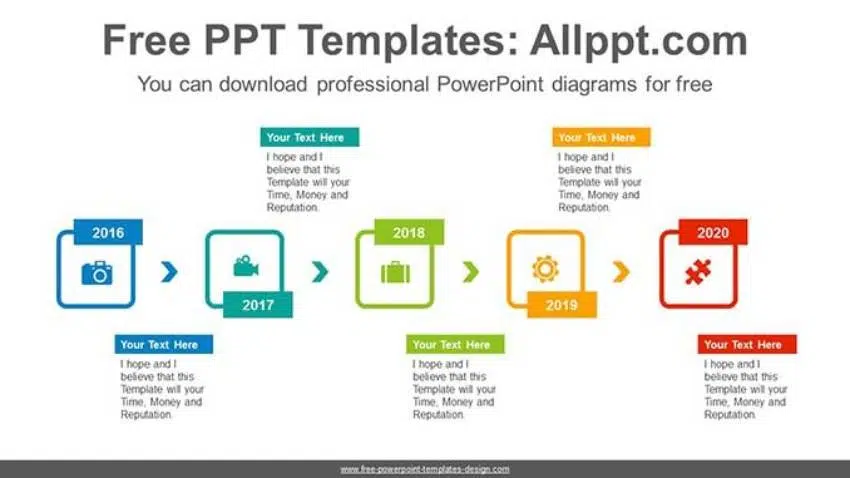 Free PPT Templates: Allppt.com
You can download professional PowerPoint diagrams for free
Your Text Here
I hope and I
believe that this
Template will your
Time, Money and
Reputation.
Your Text Here
I hope and I
believe that this
Template will your
Time, Money and
Reputation.
2016
2017
2018
2019
2020
Your Text Here
I hope and I
believe that this
Template will your
Time, Money and
Reputation.
Your Text Here
I hope and I
believe that this
Template will your
Time, Money and
Reputation.
Your Text Here
I hope and I
believe that this
Template will your
Time, Money and
Reputation.
www.free-powerpoint-templates-design.com